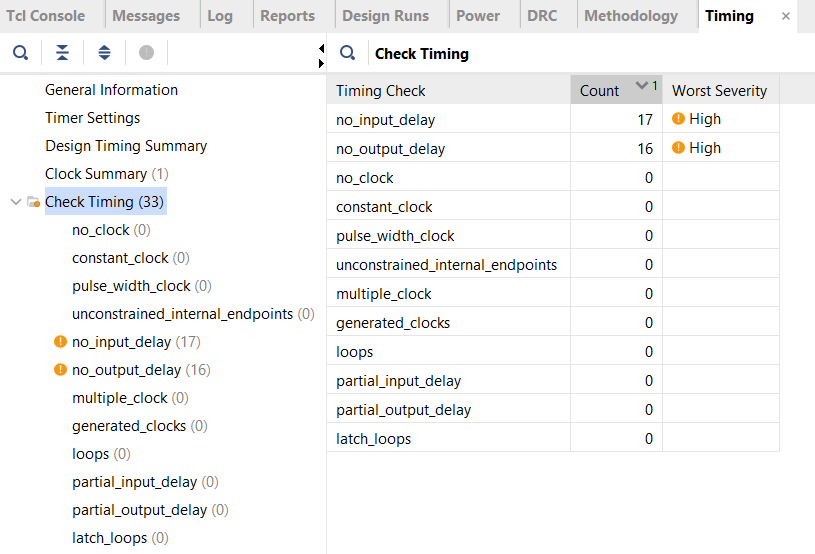 Tcl Console Messages Log Reports Design Runs Power DRC Methodology Timing ×
General Information
Timer Settings
Design Timing Summary
Clock Summary (1)
Check Timing (33)
no_clock (0)
constant_clock (0)
pulse_width_clock (0)
unconstrained_internal_endpoints (0)
no_input_delay (17)
no_output_delay (16)
multiple_clock (0)
generated_clocks (0)
loops (0)
partial_input_delay (0)
partial_output_delay (0)
latch_loops (0)
Check Timing
Timing Check Count 1 Worst Severity
no_input_delay 17 High
no_output_delay 16 High
no_clock 0
constant_clock 0
pulse_width_clock 0
unconstrained_internal_endpoints 0
multiple_clock 0
generated_clocks 0
loops 0
partial_input_delay 0
partial_output_delay 0
latch_loops 0